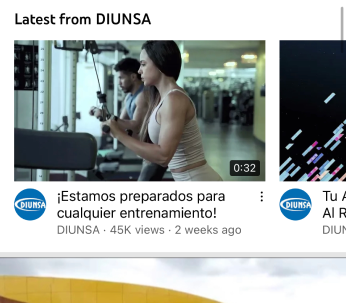 Latest from DIUNSA
0:32
DIUNSA
¡Estamos preparados para
cualquier entrenamiento!
DIUNSA · 45K views · 2 weeks ago
DIUNSA
Tu
Al